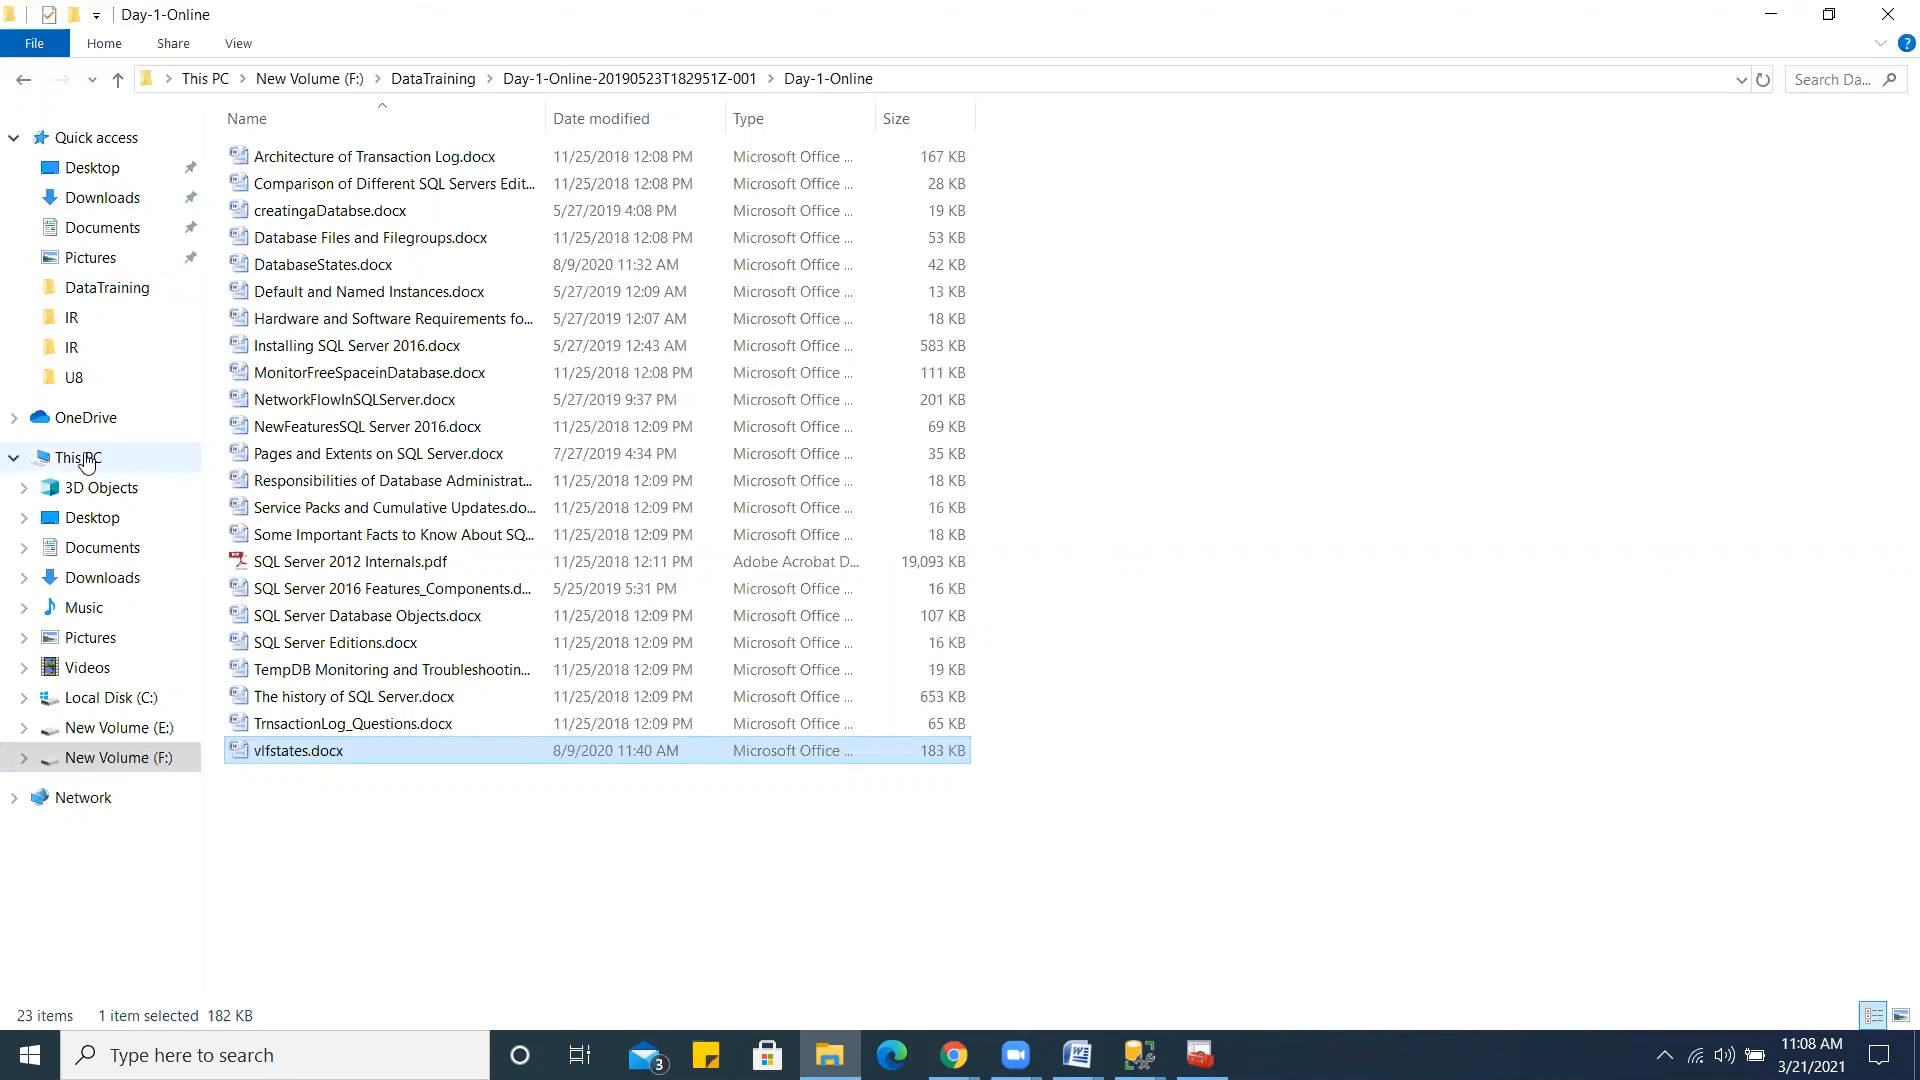 Day-1-Online
File Home Share View
This PC New Volume (F:) DataTraining Day-1-Online-20190523T182951Z-001 Day-1-Online Search Da...
Name Date modified Type Size
Quick access
Desktop
Downloads
Documents
Pictures
DataTraining
IR
IR
U8
OneDrive
This PC
3D Objects
Desktop
Documents
Downloads
Music
Pictures
Videos
Local Disk (C:)
New Volume (E:)
New Volume (F:)
Network
Architecture of Transaction Log.docx 11/25/2018 12:08 PM Microsoft Office ... 167 KB
Comparison of Different SQL Servers Edit... 11/25/2018 12:08 PM Microsoft Office ... 28 KB
creatingaDatabse.docx 5/27/2019 4:08 PM Microsoft Office ... 19 KB
Database Files and Filegroups.docx 11/25/2018 12:08 PM Microsoft Office ... 53 KB
DatabaseStates.docx 8/9/2020 11:32 AM Microsoft Office ... 42 KB
Default and Named Instances.docx 5/27/2019 12:09 AM Microsoft Office ... 13 KB
Hardware and Software Requirements fo... 5/27/2019 12:07 AM Microsoft Office ... 18 KB
Installing SQL Server 2016.docx 5/27/2019 12:43 AM Microsoft Office ... 583 KB
MonitorFreeSpaceinDatabase.docx 11/25/2018 12:08 PM Microsoft Office ... 111 KB
NetworkFlowInSQLServer.docx 5/27/2019 9:37 PM Microsoft Office ... 201 KB
NewFeaturesSQL Server 2016.docx 11/25/2018 12:09 PM Microsoft Office ... 69 KB
Pages and Extents on SQL Server.docx 7/27/2019 4:34 PM Microsoft Office ... 35 KB
Responsibilities of Database Administrat... 11/25/2018 12:09 PM Microsoft Office ... 18 KB
Service Packs and Cumulative Updates.do... 11/25/2018 12:09 PM Microsoft Office ... 16 KB
Some Important Facts to Know About SQ... 11/25/2018 12:09 PM Microsoft Office ... 18 KB
SQL Server 2012 Internals.pdf 11/25/2018 12:11 PM Adobe Acrobat D... 19,093 KB
SQL Server 2016 Features_Components.d... 5/25/2019 5:31 PM Microsoft Office ... 16 KB
SQL Server Database Objects.docx 11/25/2018 12:09 PM Microsoft Office ... 107 KB
SQL Server Editions.docx 11/25/2018 12:09 PM Microsoft Office ... 16 KB
TempDB Monitoring and Troubleshootin... 11/25/2018 12:09 PM Microsoft Office ... 19 KB
The history of SQL Server.docx 11/25/2018 12:09 PM Microsoft Office ... 653 KB
TrnsactionLog_Questions.docx 11/25/2018 12:09 PM Microsoft Office ... 65 KB
vlfstates.docx 8/9/2020 11:40 AM Microsoft Office ... 183 KB
23 items 1 item selected 182 KB
Type here to search
3
11:08 AM
3/21/2021